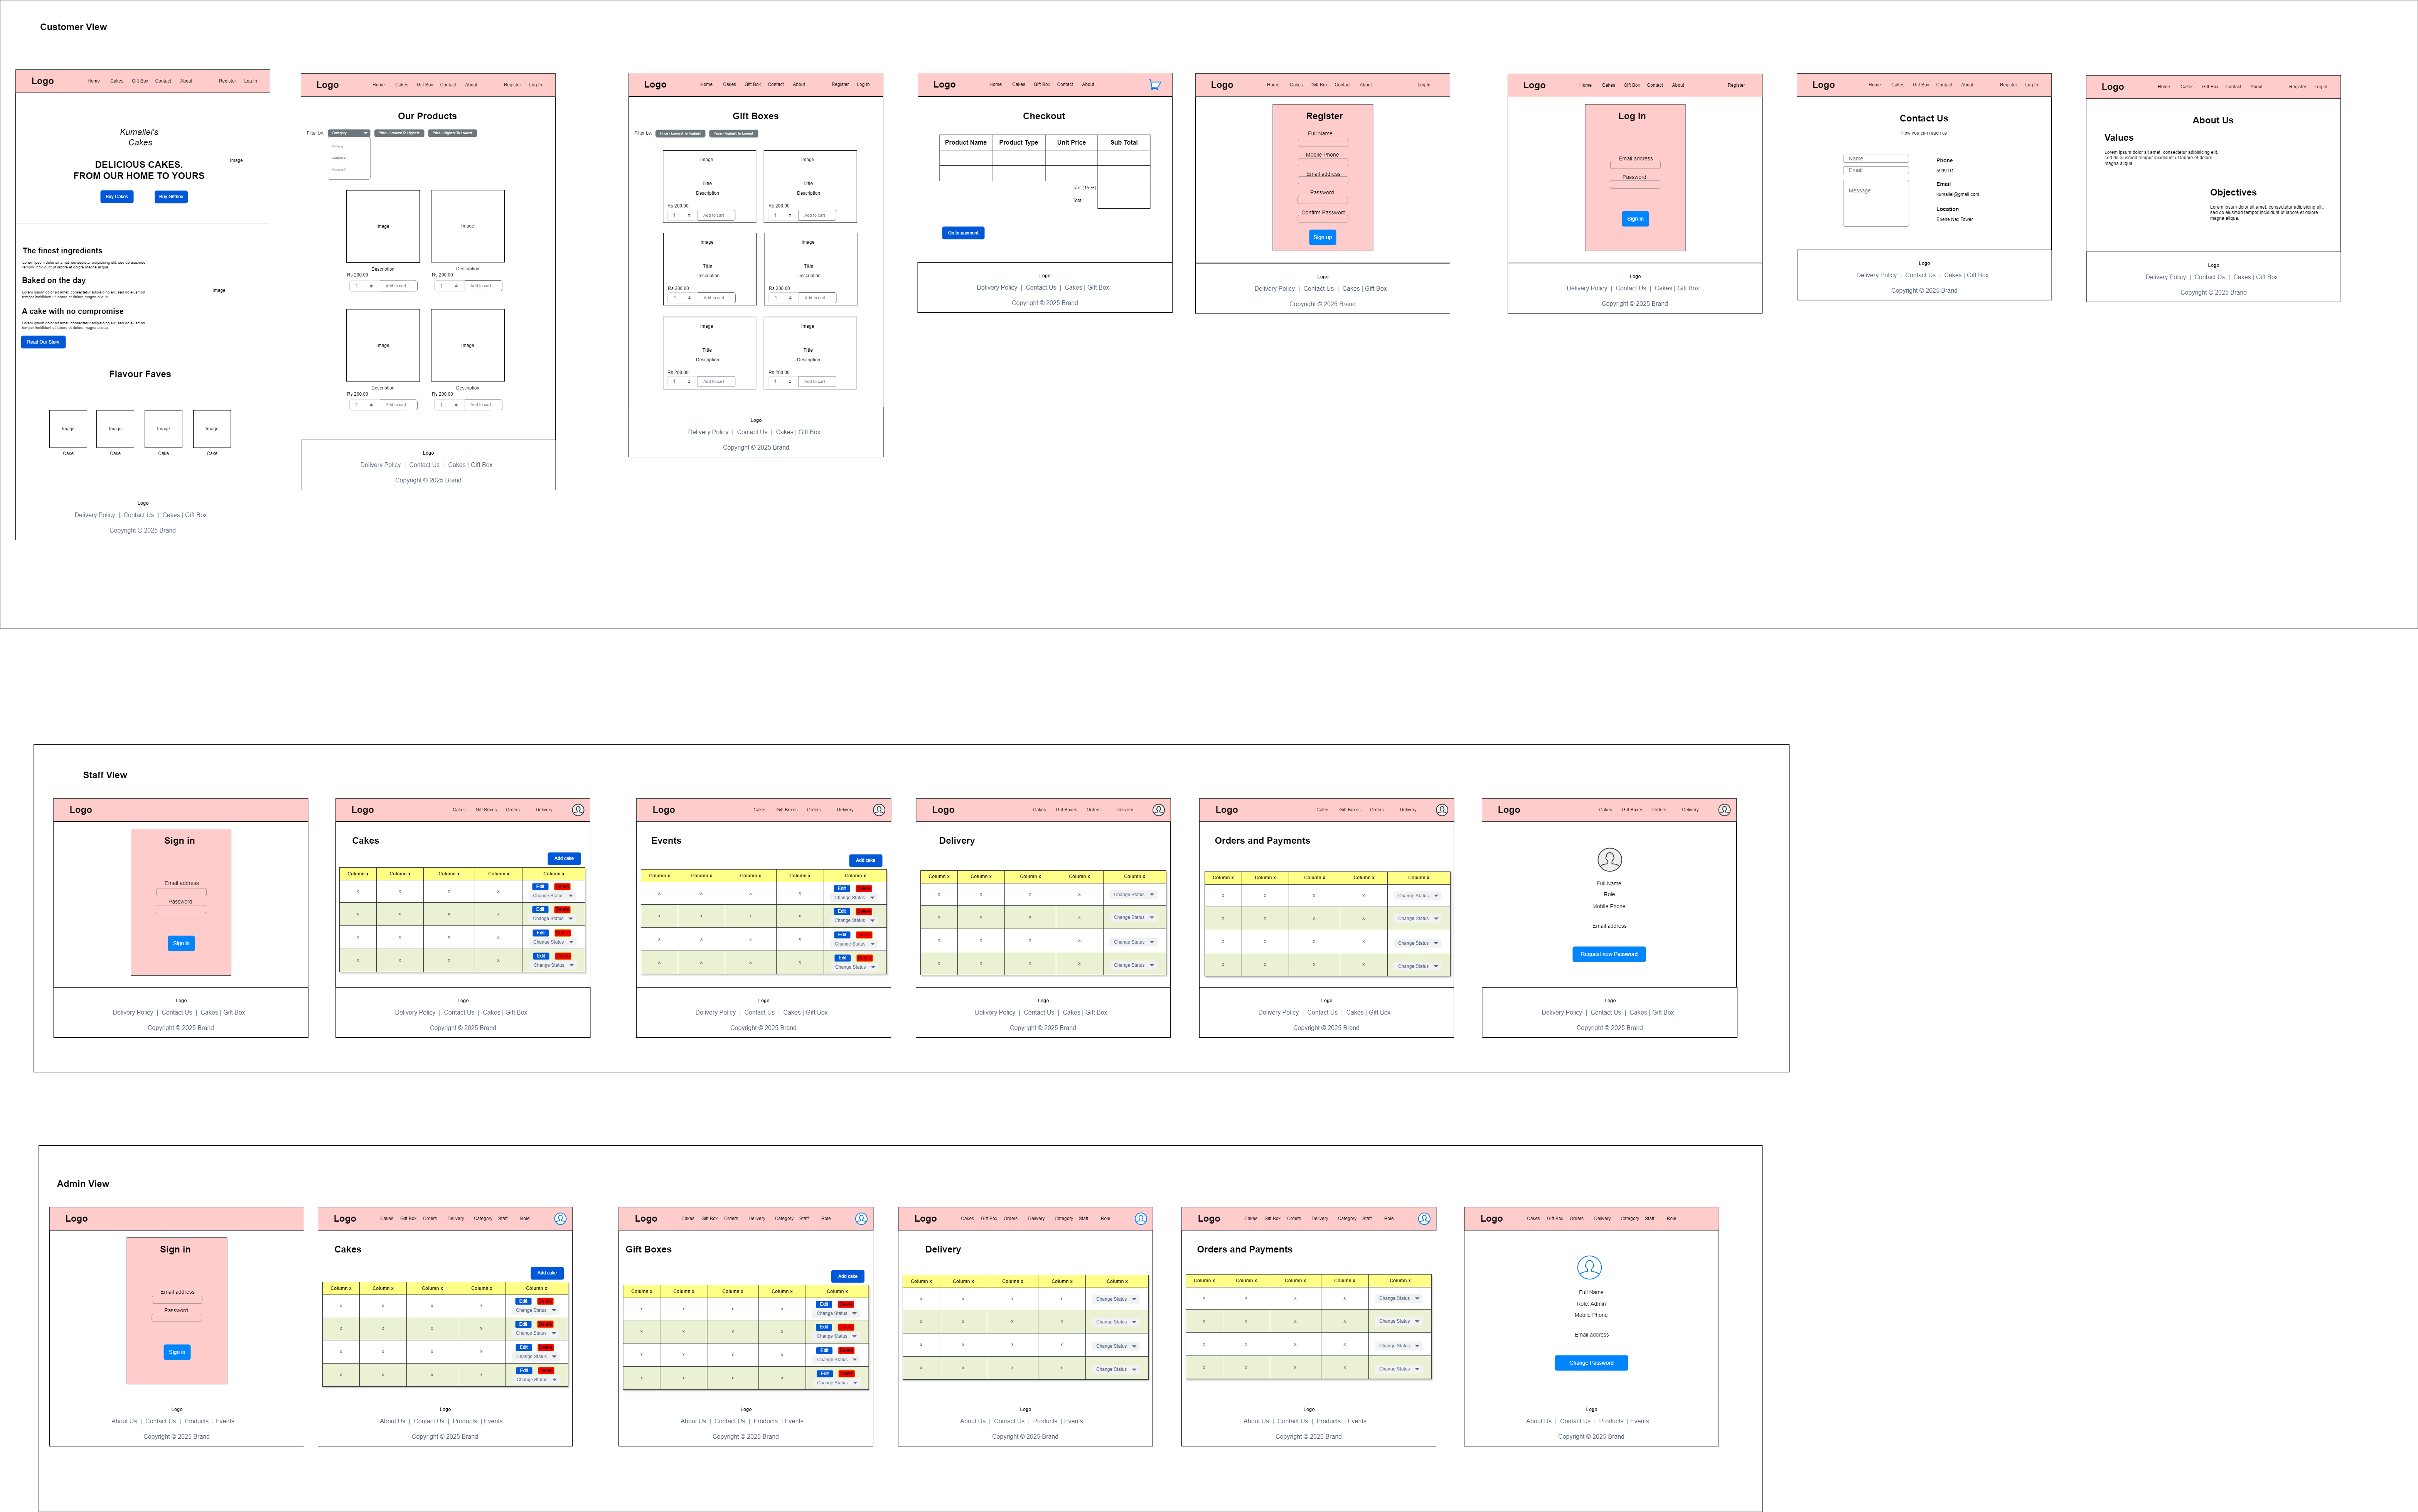 Customer View
Logo Home Cakes Gift Box Contact About Register Log In
Kumallei's
Cakes
DELICIOUS CAKES.
FROM OUR HOME TO YOURS
Image
Buy Cakes Buy Giftbox
The finest ingredients
Lorem ipsum dolor sit amet, consectetur adipisicing elit, sed do eiusmod
tempor incididunt ut labore et dolore magna aliqua.
Baked on the day
Lorem ipsum dolor sit amet, consectetur adipisicing elit, sed do eiusmod
tempor incididunt ut labore et dolore magna aliqua.
Image
A cake with no compromise
Lorem ipsum dolor sit amet, consectetur adipisicing elit, sed do eiusmod
tempor incididunt ut labore et dolore magna aliqua.
Read Our Story
Flavour Faves
Image Image Image Image
Cake Cake Cake Cake
Logo
Delivery Policy | Contact Us | Cakes | Gift Box
Copyright © 2025 Brand
Logo Home Cakes Gift Box Contact About Register Log In
Our Products
Filter by: Category Price - Lowest To Highest Price - Highest To Lowest
Category 1
Category 2
Category 3
Image Image
Description Description
Rs 200.00 Rs 200.00
1 Add to cart 1 Add to cart
Image Image
Description Description
Rs 200.00 Rs 200.00
1 Add to cart 1 Add to cart
Logo
Delivery Policy | Contact Us | Cakes | Gift Box
Copyright © 2025 Brand
Logo Home Cakes Gift Box Contact About Register Log In
Gift Boxes
Filter by: Price - Lowest To Highest Price - Highest To Lowest
Image Image
Title Title
Description Description
Rs 200.00 Rs 200.00
1 Add to cart 1 Add to cart
Image Image
Title Title
Description Description
Rs 200.00 Rs 200.00
1 Add to cart 1 Add to cart
Image Image
Title Title
Description Description
Rs 200.00 Rs 200.00
1 Add to cart 1 Add to cart
Logo
Delivery Policy | Contact Us | Cakes | Gift Box
Copyright © 2025 Brand
Logo Home Cakes Gift Box Contact About
Checkout
Product Name Product Type Unit Price Sub Total
Tax: (15 %)
Total:
Go to payment
Logo
Delivery Policy | Contact Us | Cakes | Gift Box
Copyright © 2025 Brand
Logo Home Cakes Gift Box Contact About Log In
Register
Full Name
Mobile Phone
Email address
Password
Confirm Password
Sign up
Logo
Delivery Policy | Contact Us | Cakes | Gift Box
Copyright © 2025 Brand
Logo Home Cakes Gift Box Contact About Register
Log in
Email address
Password
Sign in
Logo
Delivery Policy | Contact Us | Cakes | Gift Box
Copyright © 2025 Brand
Logo Home Cakes Gift Box Contact About Register Log In
Contact Us
How you can reach us
Name
Email
Message
Phone
5999111
Email
kumallei@gmail.com
Location
Ebene Nex Tower
Logo
Delivery Policy | Contact Us | Cakes | Gift Box
Copyright © 2025 Brand
Logo Home Cakes Gift Box Contact About Register Log In
About Us
Values
Lorem ipsum dolor sit amet, consectetur adipisicing elit,
sed do eiusmod tempor incididunt ut labore et dolore
magna aliqua.
Objectives
Lorem ipsum dolor sit amet, consectetur adipisicing elit,
sed do eiusmod tempor incididunt ut labore et dolore
magna aliqua.
Logo
Delivery Policy | Contact Us | Cakes | Gift Box
Copyright © 2025 Brand
Staff View
Logo
Sign in
Email address
Password
Sign in
Logo
Delivery Policy | Contact Us | Cakes | Gift Box
Copyright © 2025 Brand
Logo Cakes Gift Boxes Orders Delivery
Cakes
Add cake
Column x Column x Column x Column x Column x
x x x x Edit Delete
Change Status
x x x x Edit Delete
Change Status
x x x x Edit Delete
Change Status
x x x x Edit Delete
Change Status
Logo
Delivery Policy | Contact Us | Cakes | Gift Box
Copyright © 2025 Brand
Logo Cakes Gift Boxes Orders Delivery
Events
Add cake
Column x Column x Column x Column x Column x
x x x x Edit Delete
Change Status
x x x x Edit Delete
Change Status
x x x x Edit Delete
Change Status
x x x x Edit Delete
Change Status
Logo
Delivery Policy | Contact Us | Cakes | Gift Box
Copyright © 2025 Brand
Logo Cakes Gift Boxes Orders Delivery
Delivery
Column x Column x Column x Column x Column x
x x x x Change Status
x x x x Change Status
x x x x Change Status
x x x x Change Status
Logo
Delivery Policy | Contact Us | Cakes | Gift Box
Copyright © 2025 Brand
Logo Cakes Gift Boxes Orders Delivery
Orders and Payments
Column x Column x Column x Column x Column x
x x x x Change Status
x x x x Change Status
x x x x Change Status
x x x x Change Status
Logo
Delivery Policy | Contact Us | Cakes | Gift Box
Copyright © 2025 Brand
Logo Cakes Gift Boxes Orders Delivery
Full Name
Role
Mobile Phone
Email address
Request new Password
Logo
Delivery Policy | Contact Us | Cakes | Gift Box
Copyright © 2025 Brand
Admin View
Logo
Sign in
Email address
Password
Sign in
Logo
About Us | Contact Us | Products | Events
Copyright © 2025 Brand
Logo Cakes Gift Box Orders Delivery Category Staff Role
Cakes
Add cake
Column x Column x Column x Column x Column x
x x x x Edit Delete
Change Status
x x x x Edit Delete
Change Status
x x x x Edit Delete
Change Status
x x x x Edit Delete
Change Status
Logo
About Us | Contact Us | Products | Events
Copyright © 2025 Brand
Logo Cakes Gift Box Orders Delivery Category Staff Role
Gift Boxes
Add cake
Column x Column x Column x Column x Column x
x x x x Edit Delete
Change Status
x x x x Edit Delete
Change Status
x x x x Edit Delete
Change Status
x x x x Edit Delete
Change Status
Logo
About Us | Contact Us | Products | Events
Copyright © 2025 Brand
Logo Cakes Gift Box Orders Delivery Category Staff Role
Delivery
Column x Column x Column x Column x Column x
x x x x Change Status
x x x x Change Status
x x x x Change Status
x x x x Change Status
Logo
About Us | Contact Us | Products | Events
Copyright © 2025 Brand
Logo Cakes Gift Box Orders Delivery Category Staff Role
Orders and Payments
Column x Column x Column x Column x Column x
x x x x Change Status
x x x x Change Status
x x x x Change Status
x x x x Change Status
Logo
About Us | Contact Us | Products | Events
Copyright © 2025 Brand
Logo Cakes Gift Box Orders Delivery Category Staff Role
Full Name
Role: Admin
Mobile Phone
Email address
Change Password
Logo
About Us | Contact Us | Products | Events
Copyright © 2025 Brand